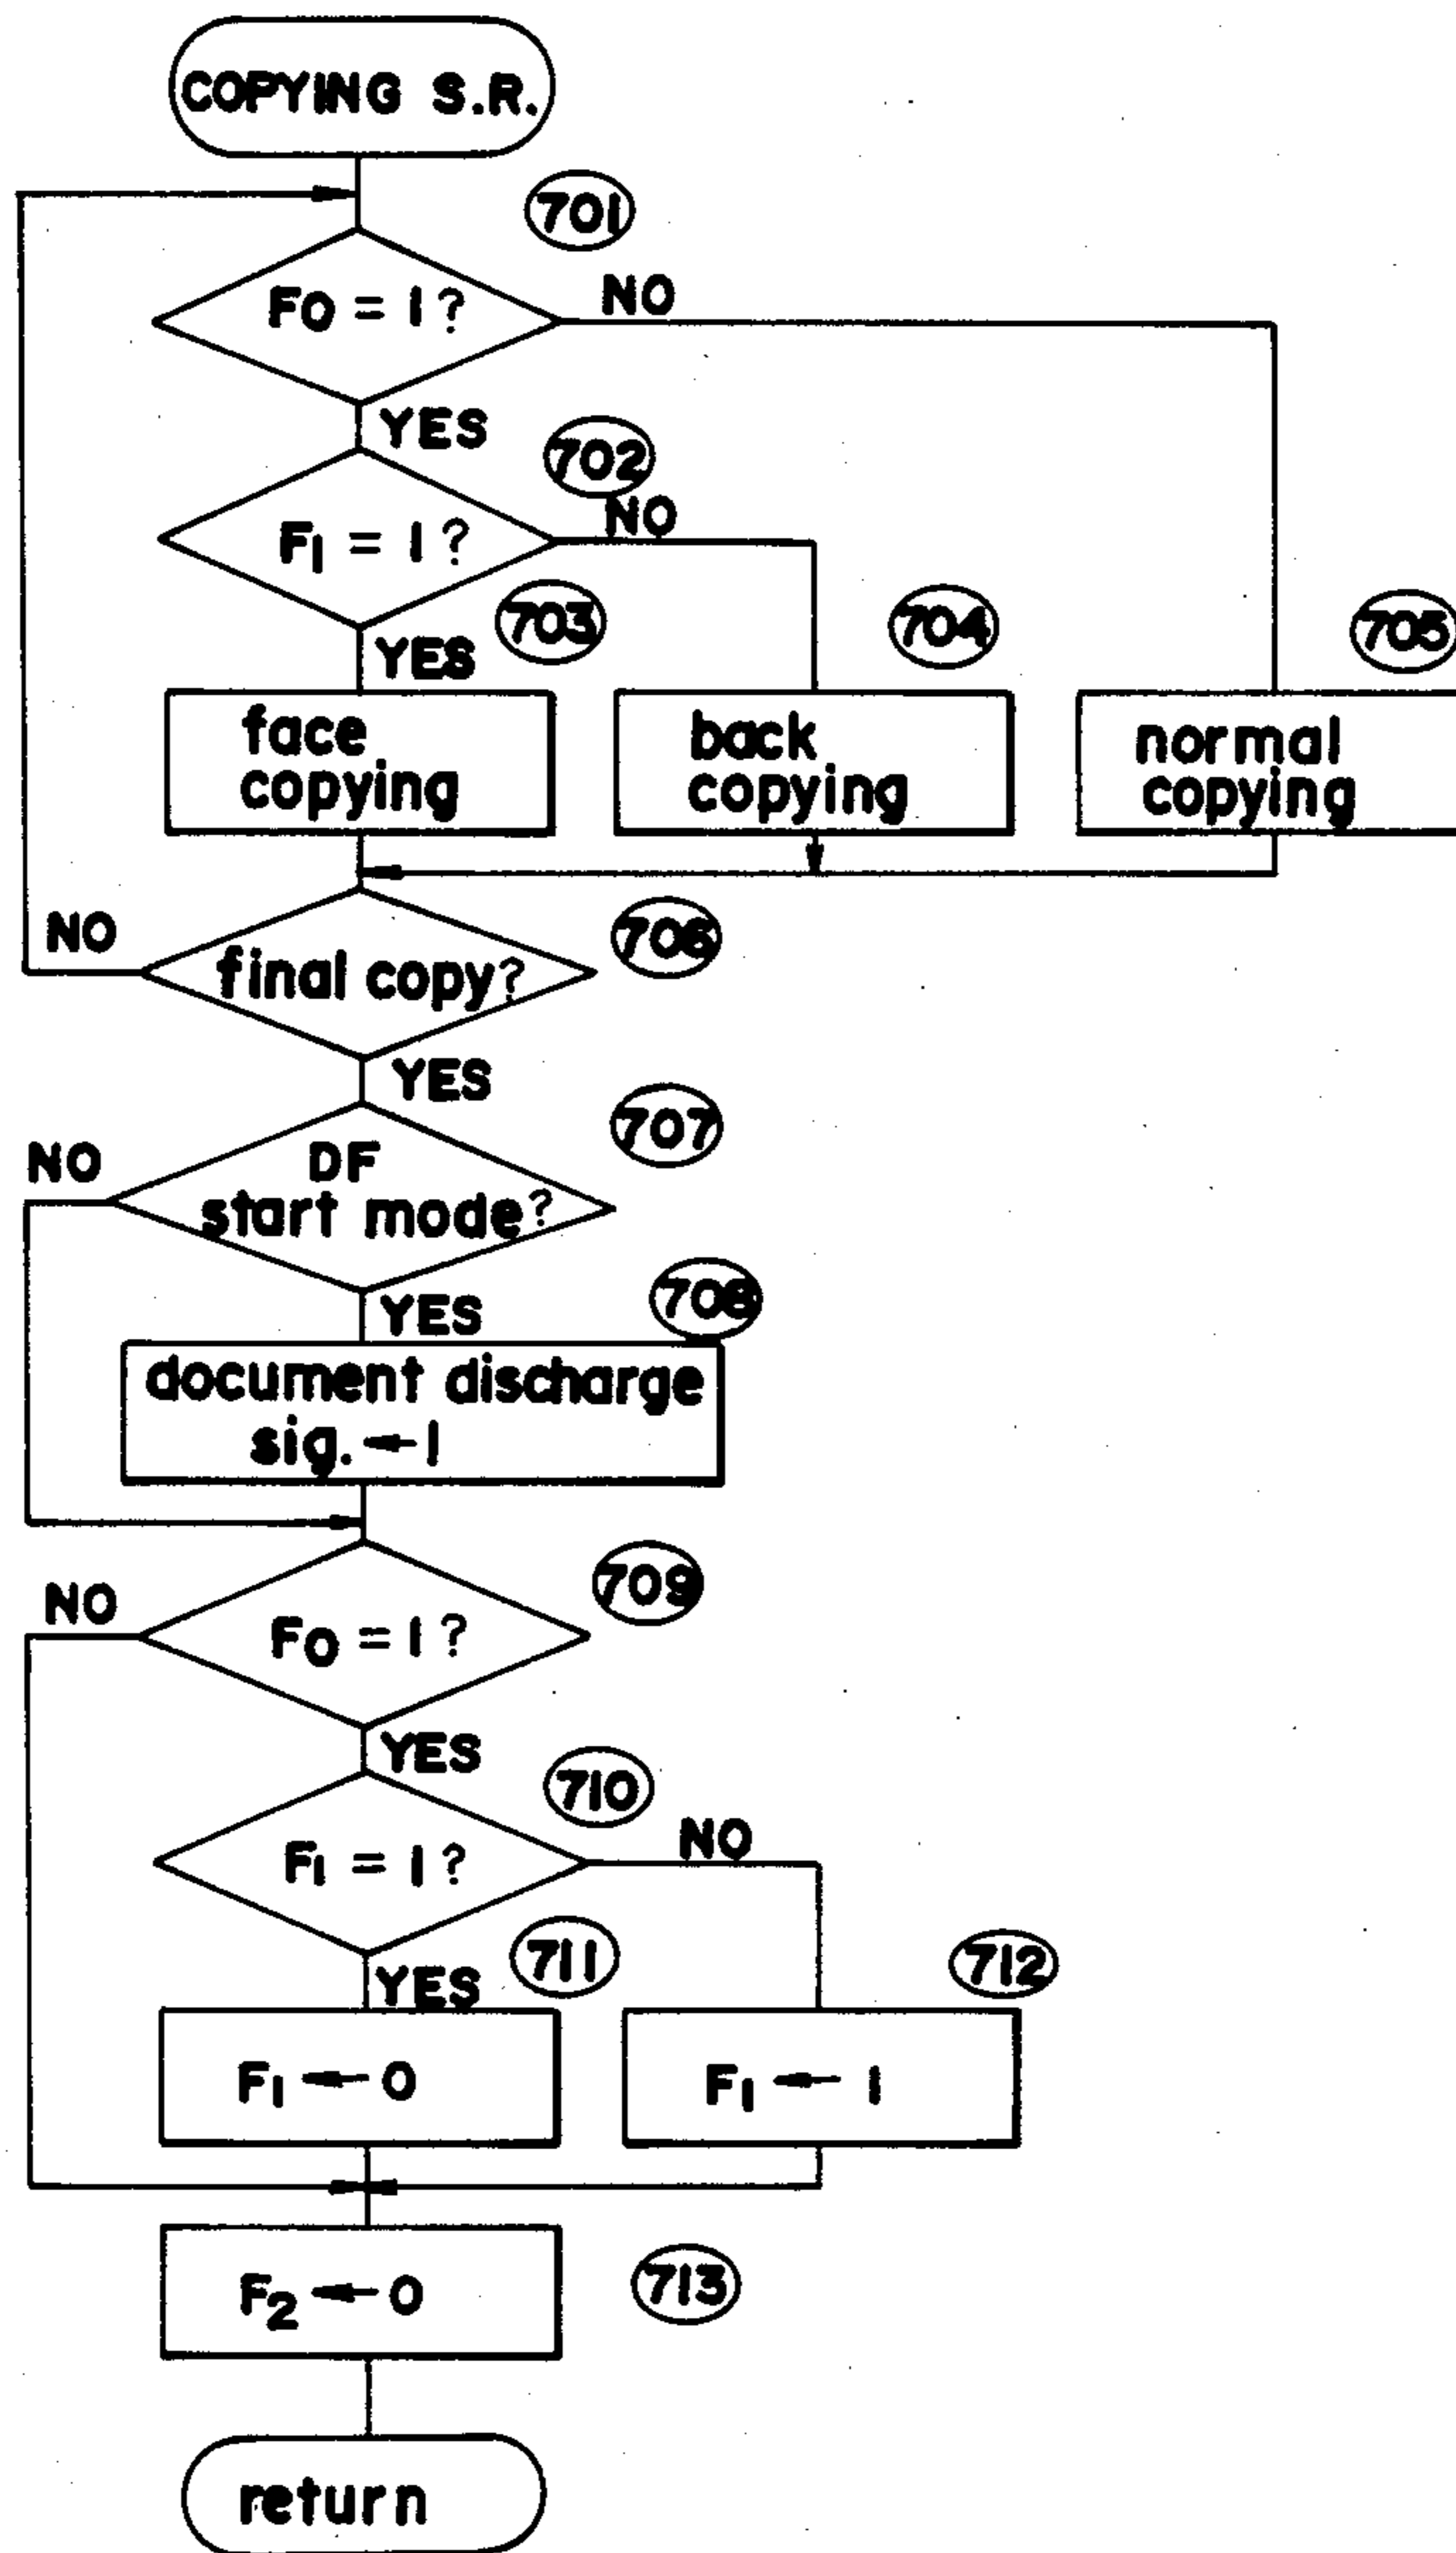 COPYING S.R.
701
F0 = 1 ?
NO
YES
702
NO
F1 = 1 ?
703
704
705
YES
face
copying
back
copying
normal
copying
706
NO
final copy?
YES
707
NO
DF
start mode?
708
YES
document discharge
sig. ← 1
709
NO
F0 = 1 ?
YES
710
NO
F1 = 1 ?
711
712
YES
F1 ← 0
F1 ← 1
F2 ← 0
713
return